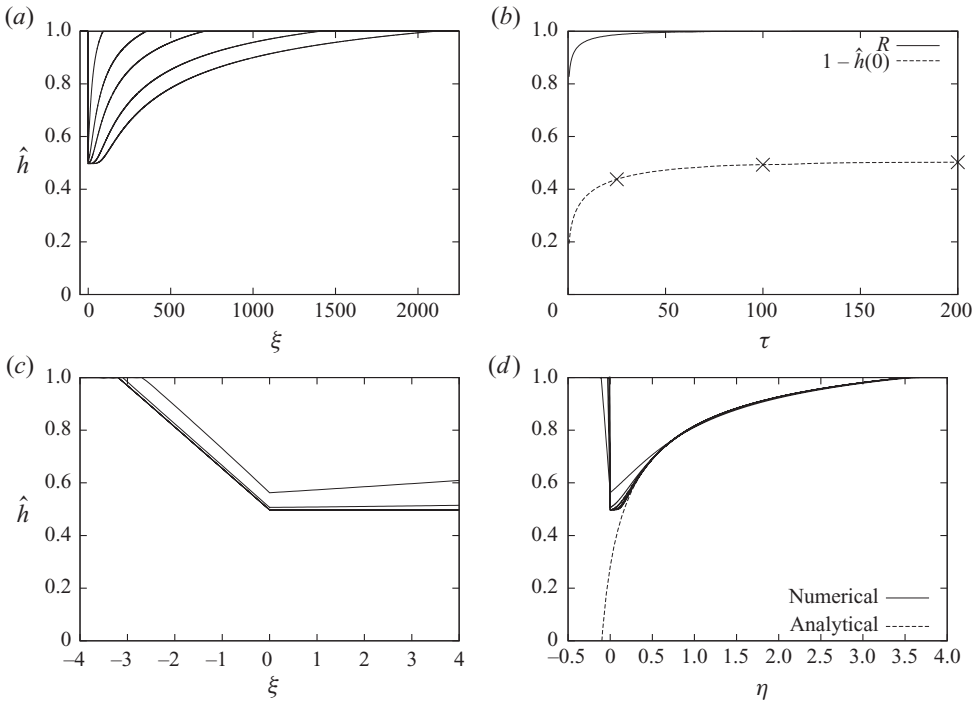 (a)
1.0
0.8
0.6
0.4
0.2
0
ĥ
0 500 1000 1500 2000
ξ
(b)
1.0
0.8
0.6
0.4
0.2
0
R
1 – ĥ(0)
50 100 150 200
τ
(c)
1.0
0.8
0.6
0.4
0.2
0
ĥ
–4 –3 –2 –1 0 1 2 3 4
ξ
(d)
1.0
0.8
0.6
0.4
0.2
0
Numerical
Analytical
–0.5 0 0.5 1.0 1.5 2.0 2.5 3.0 3.5 4.0
η